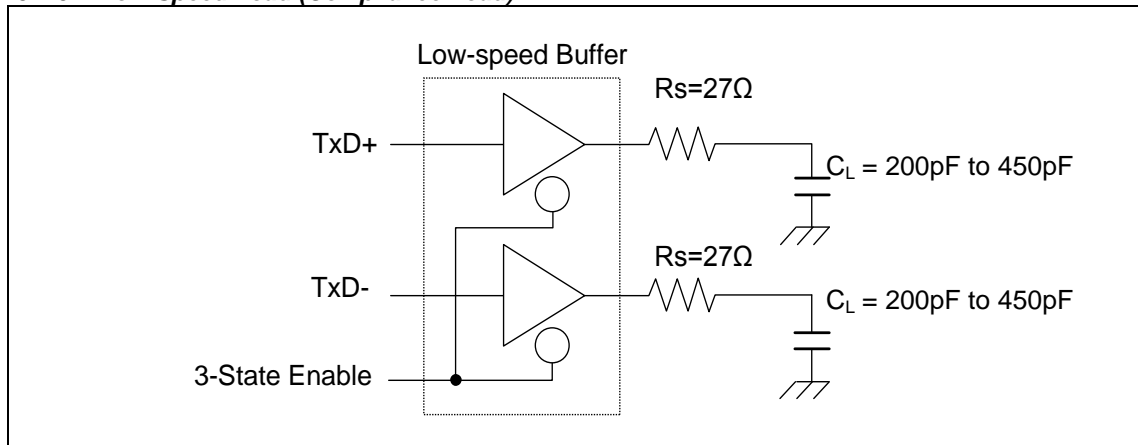 Low-speed Buffer
Rs=27Ω
TxD+
C_L = 200pF to 450pF
Rs=27Ω
TxD-
C_L = 200pF to 450pF
3-State Enable